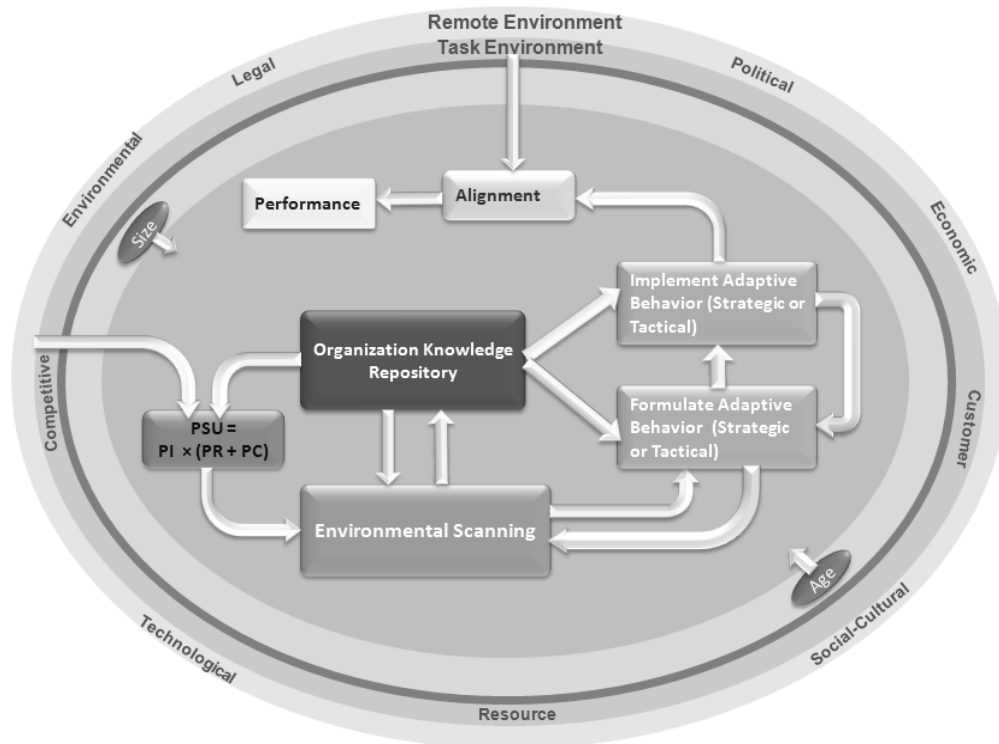 Remote Environment
Task Environment
Legal
Political
Environmental
Economic
Size
Performance
Alignment
Implement Adaptive
Behavior (Strategic or
Tactical)
Organization Knowledge
Repository
Competitive
Customer
PSU =
PI × (PR + PC)
Formulate Adaptive
Behavior (Strategic
or Tactical)
Environmental Scanning
Age
Technological
Social-Cultural
Resource